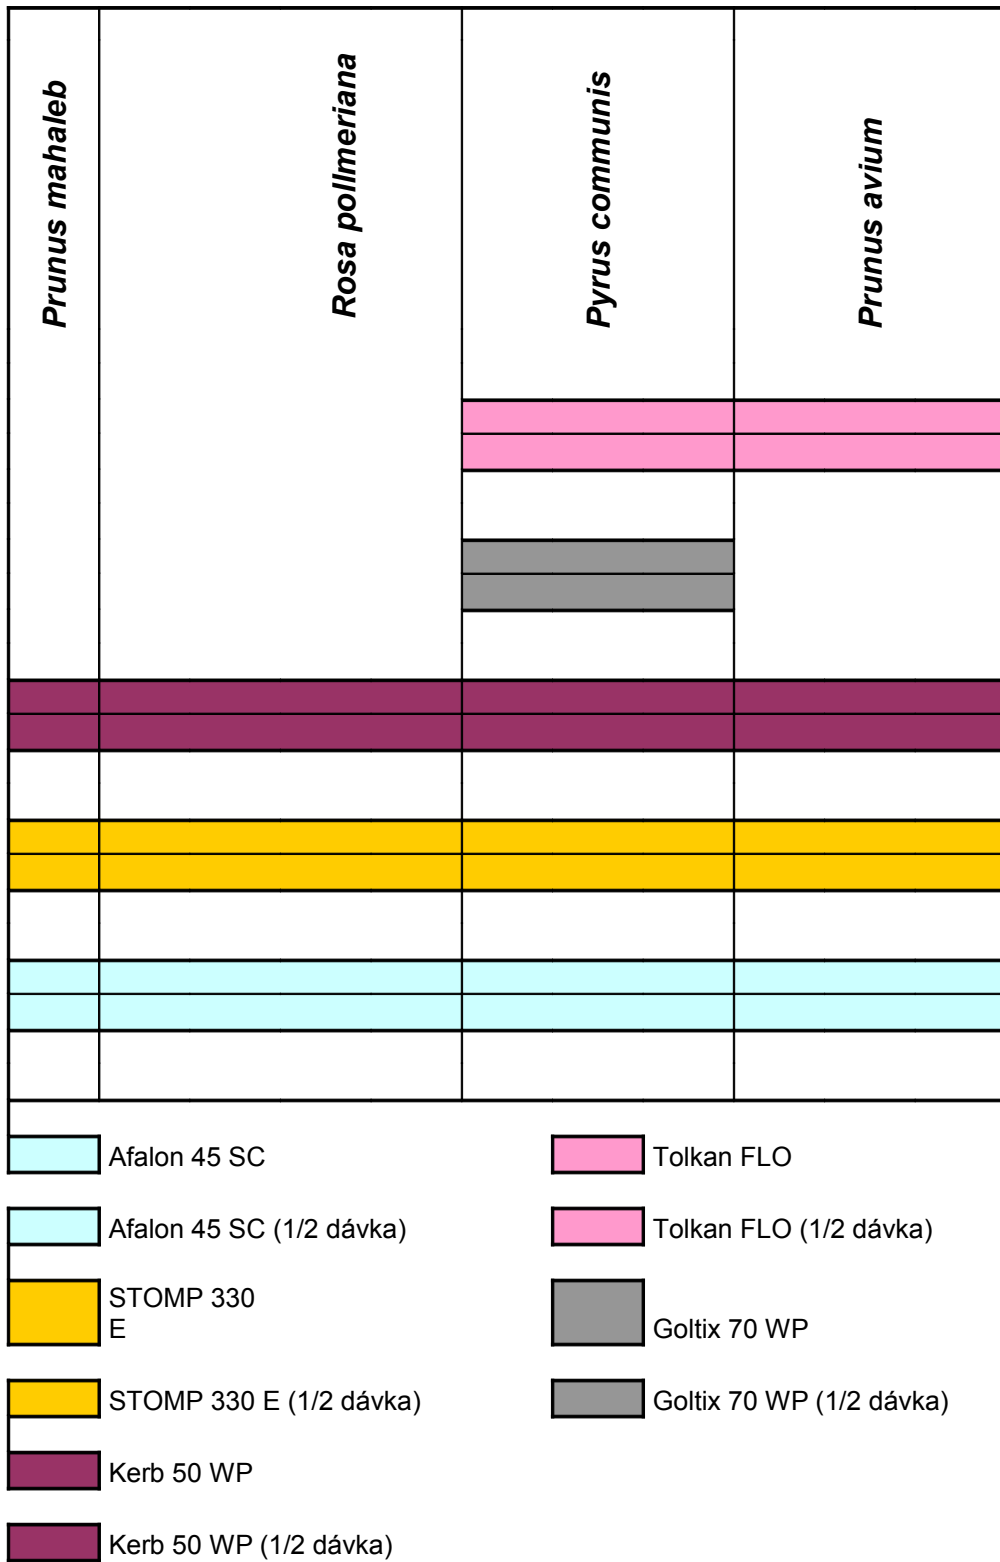 Prunus mahaleb
Rosa pollmeriana
Pyrus communis
Prunus avium
Afalon 45 SC
Tolkan FLO
Afalon 45 SC (1/2 dávka)
Tolkan FLO (1/2 dávka)
STOMP 330
E
Goltix 70 WP
STOMP 330 E (1/2 dávka)
Goltix 70 WP (1/2 dávka)
Kerb 50 WP
Kerb 50 WP (1/2 dávka)